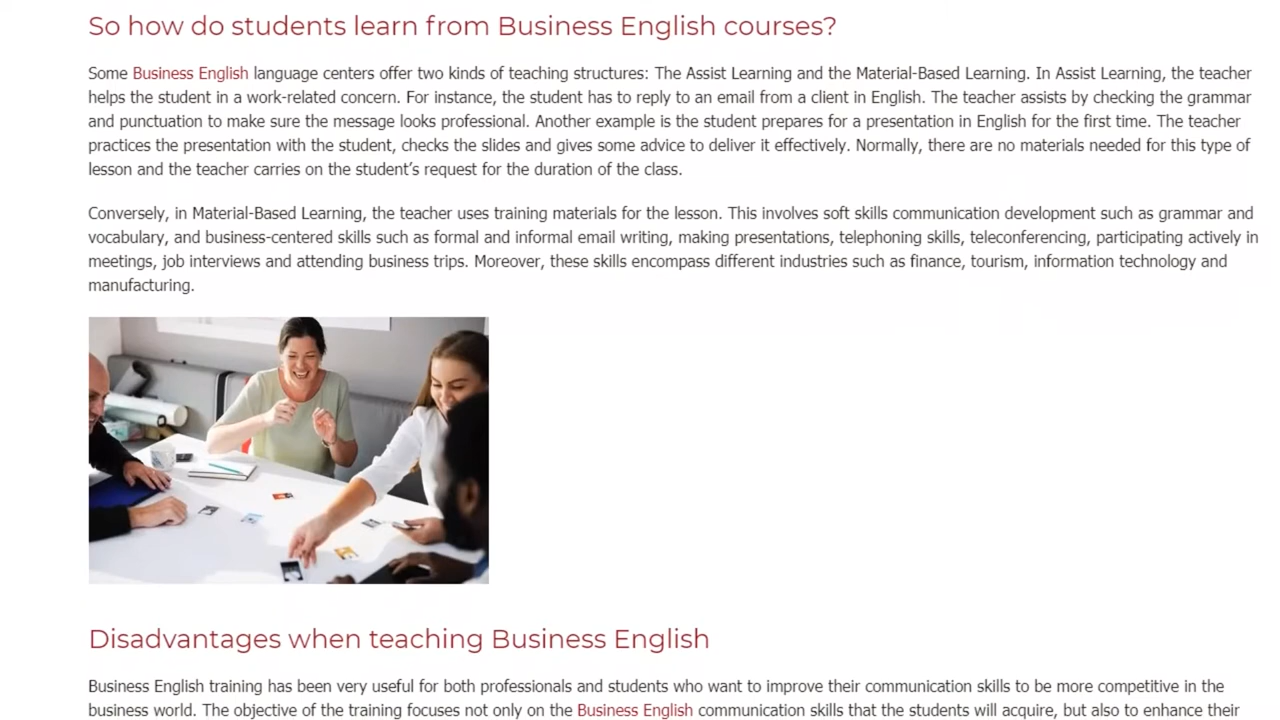 So how do students learn from Business English courses?
Some Business English language centers offer two kinds of teaching structures: The Assist Learning and the Material-Based Learning. In Assist Learning, the teacher
helps the student in a work-related concern. For instance, the student has to reply to an email from a client in English. The teacher assists by checking the grammar
and punctuation to make sure the message looks professional. Another example is the student prepares for a presentation in English for the first time. The teacher
practices the presentation with the student, checks the slides and gives some advice to deliver it effectively. Normally, there are no materials needed for this type of
lesson and the teacher carries on the student's request for the duration of the class.
Conversely, in Material-Based Learning, the teacher uses training materials for the lesson. This involves soft skills communication development such as grammar and
vocabulary, and business-centered skills such as formal and informal email writing, making presentations, telephoning skills, teleconferencing, participating actively in
meetings, job interviews and attending business trips. Moreover, these skills encompass different industries such as finance, tourism, information technology and
manufacturing.
Disadvantages when teaching Business English
Business English training has been very useful for both professionals and students who want to improve their communication skills to be more competitive in the
business world. The objective of the training focuses not only on the Business English communication skills that the students will acquire, but also to enhance their